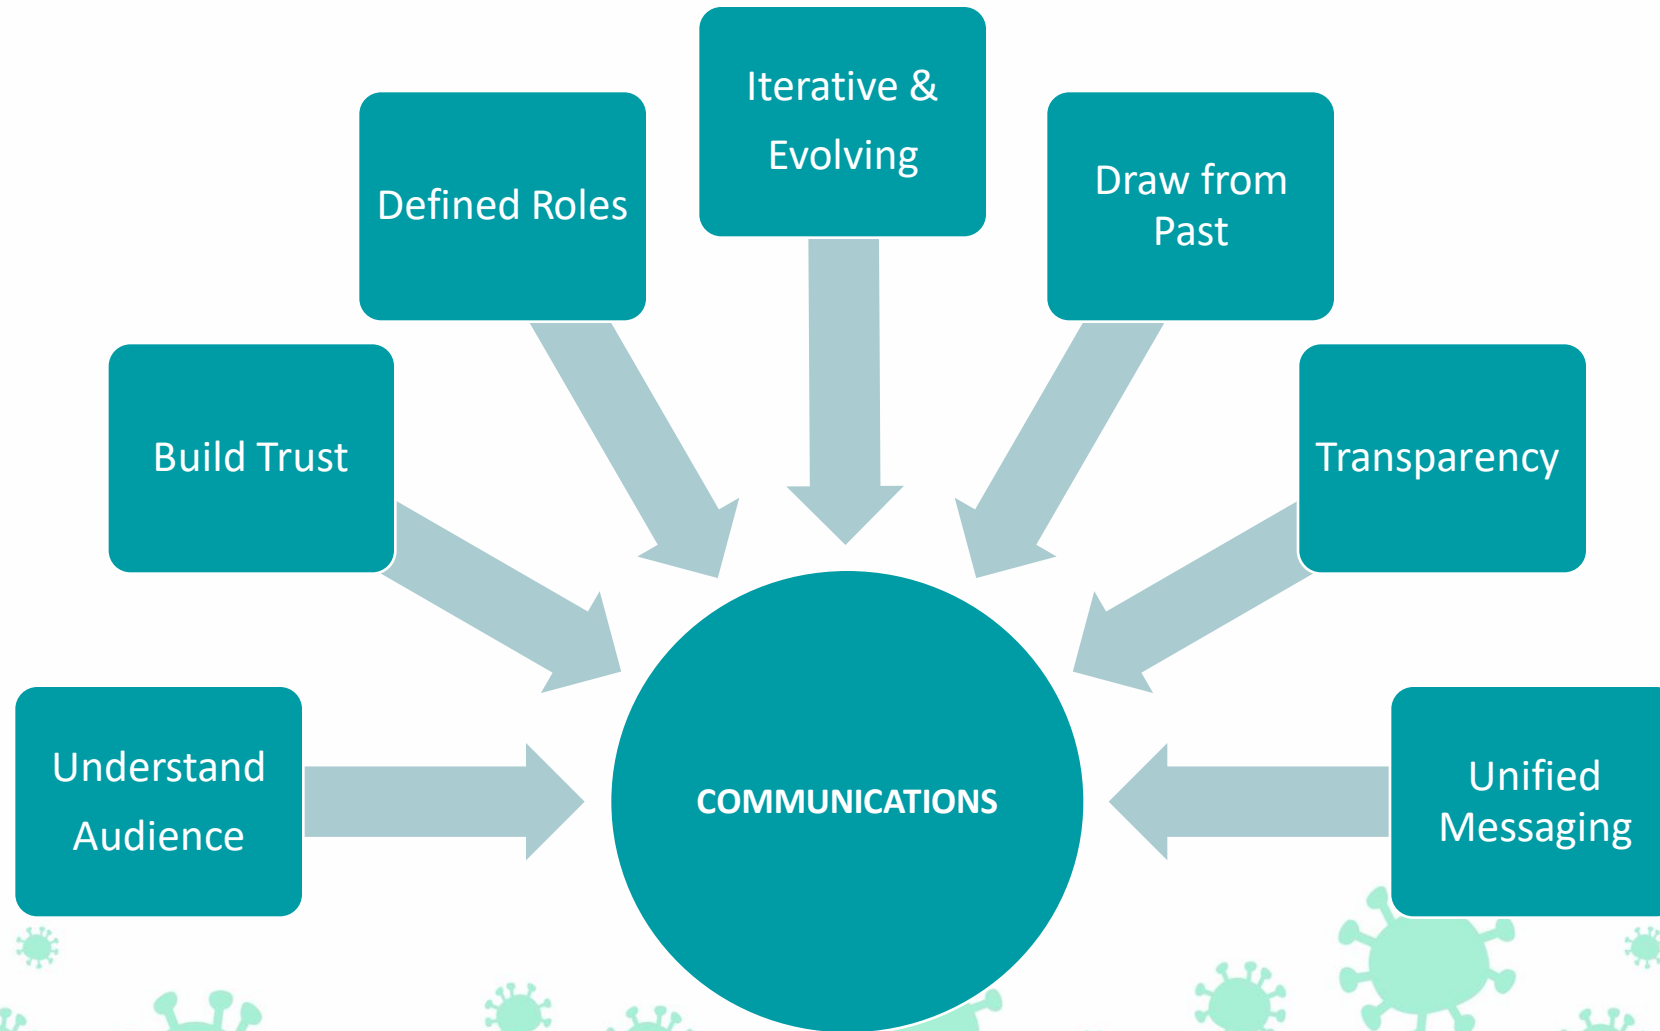 Iterative &
Evolving
Defined Roles
Draw from
Past
Build Trust
Transparency
Understand
Audience
COMMUNICATIONS
Unified
Messaging